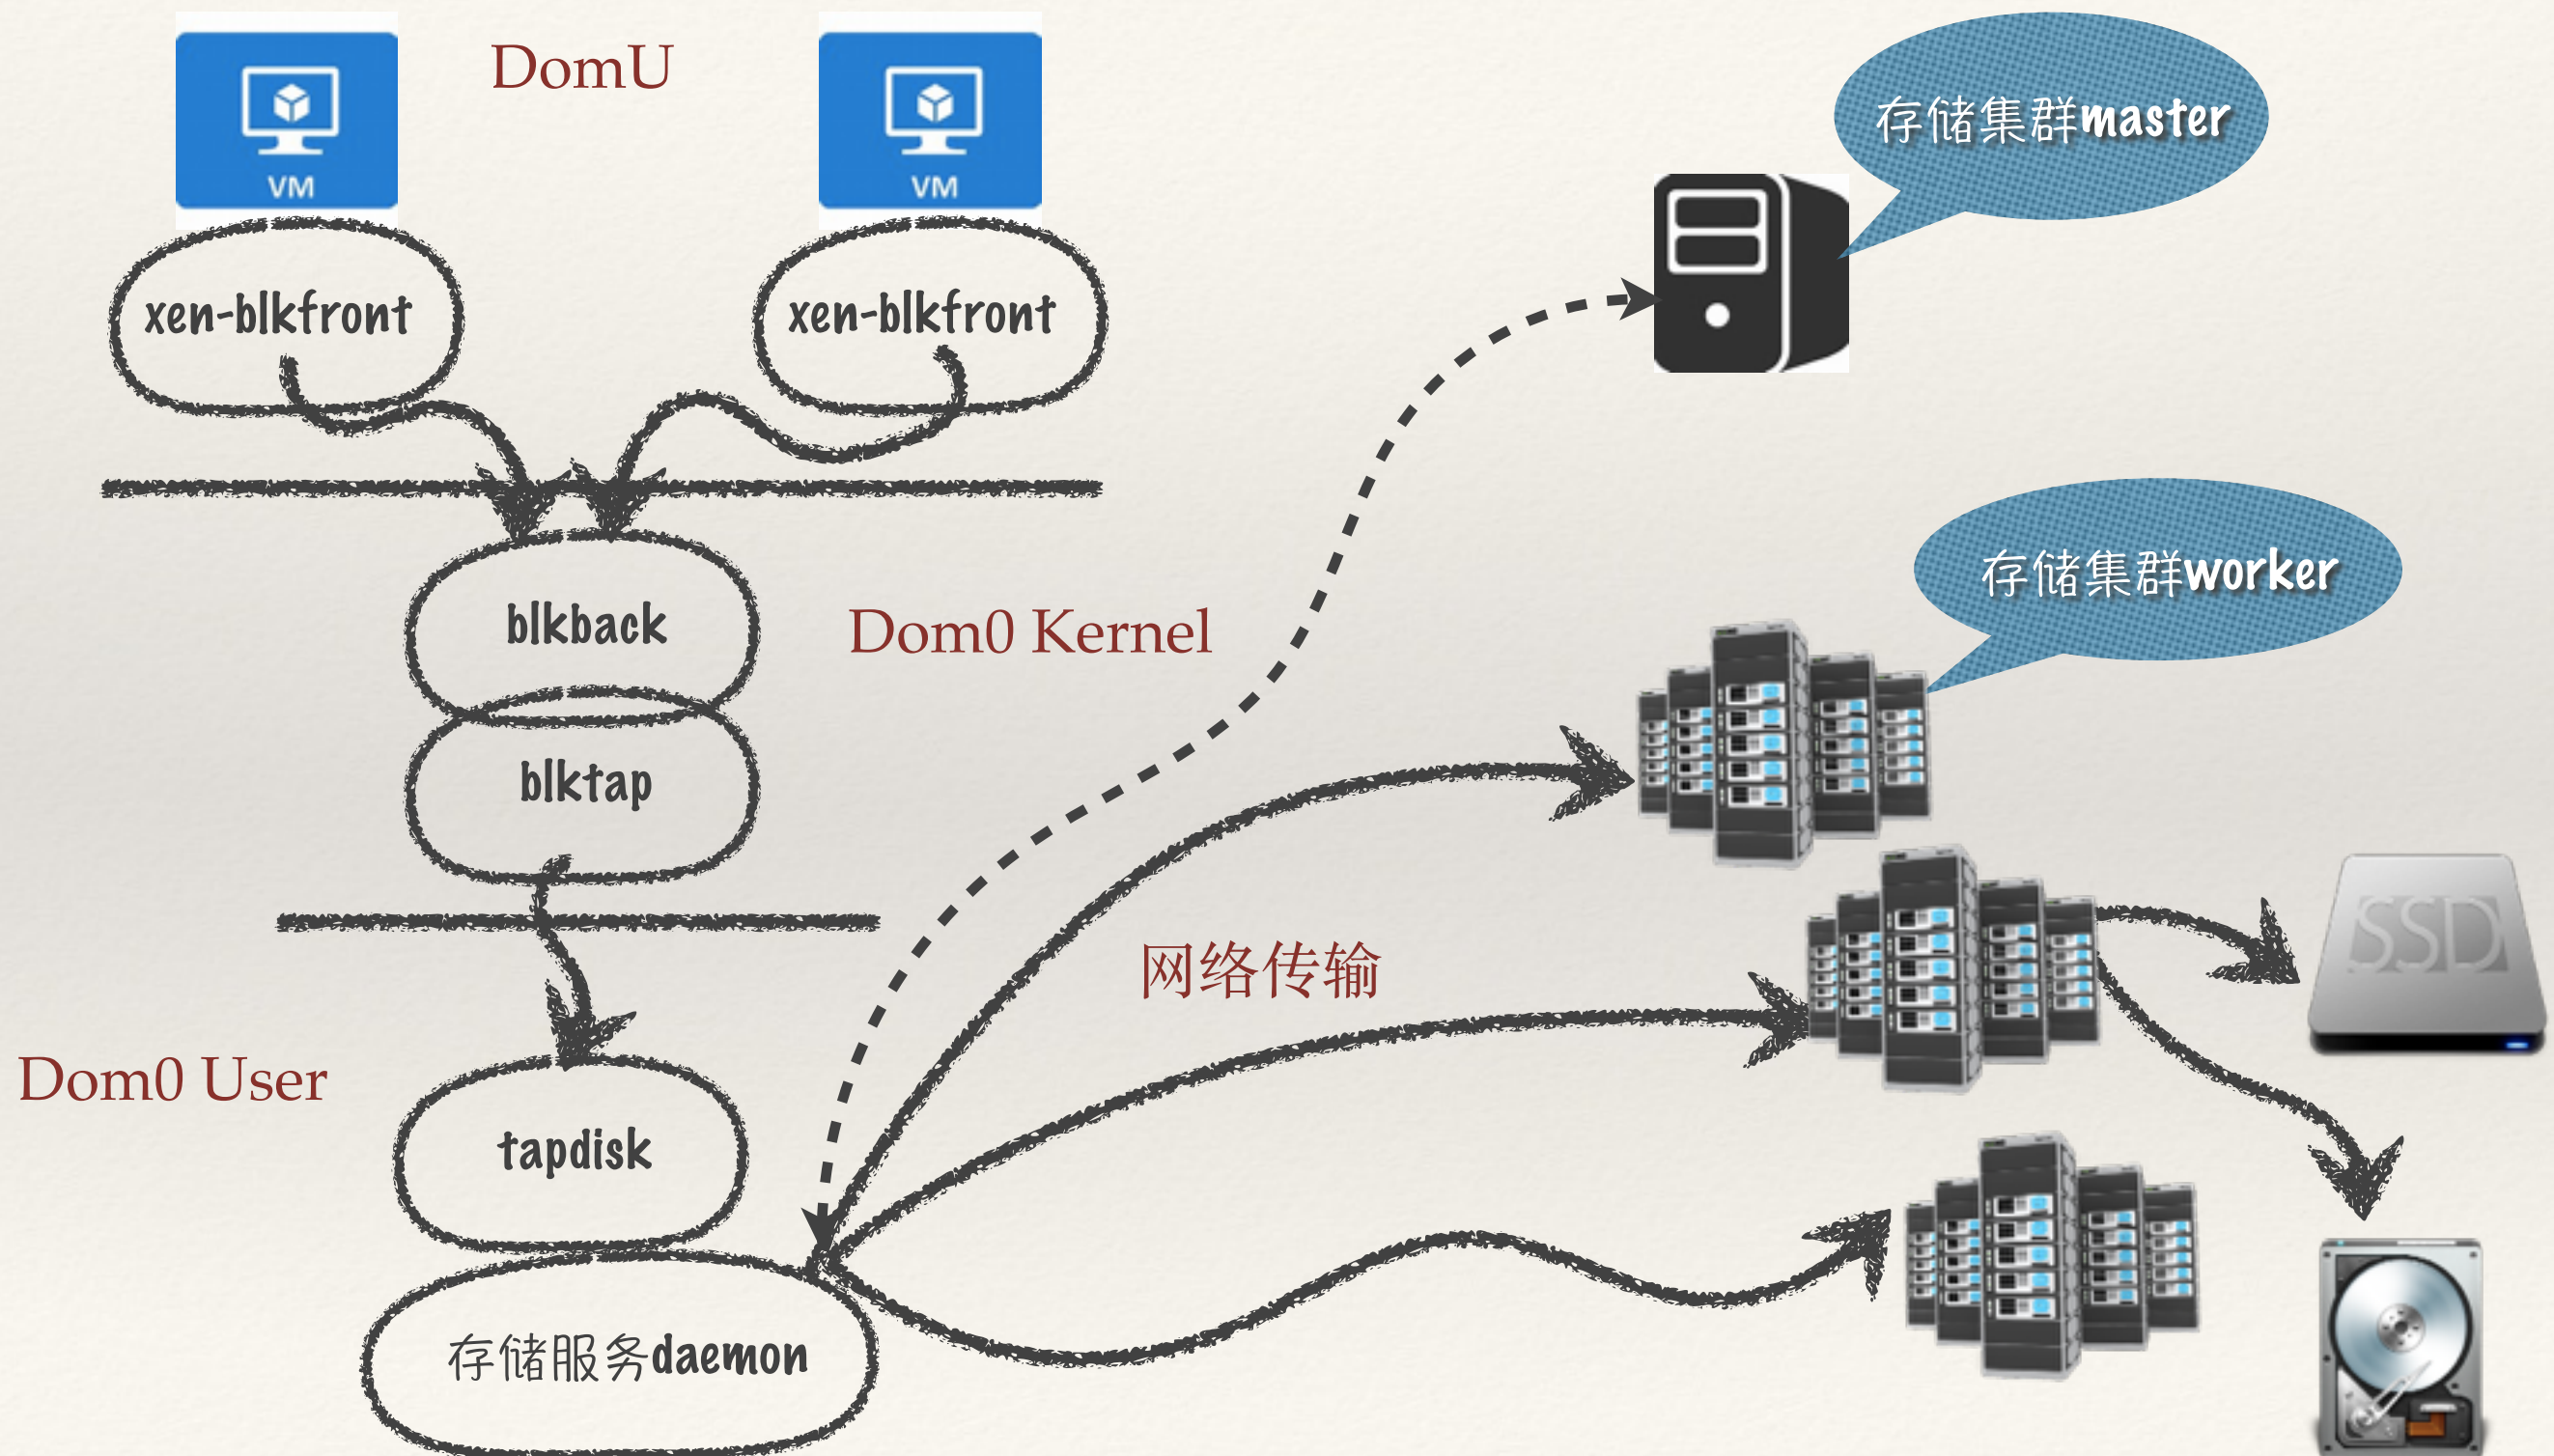 DomU
VM
VM
存储集群master
xen-blkfront
xen-blkfront
存储集群worker
blkback
Dom0 Kernel
blktap
SSD
网络传输
Dom0 User
tapdisk
存储服务daemon